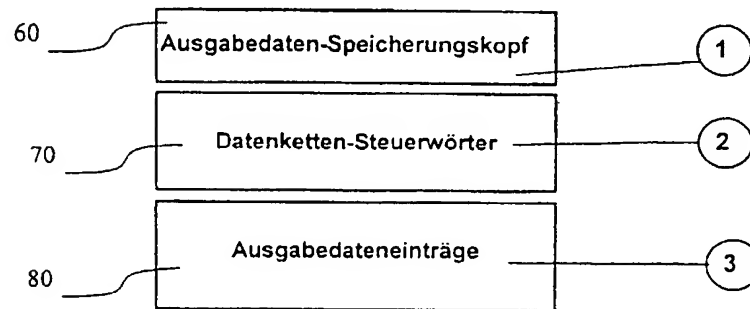 60 Ausgabedaten-Speicherungskopf 1
70 Datenketten-Steuerwörter 2
80 Ausgabedateneinträge 3